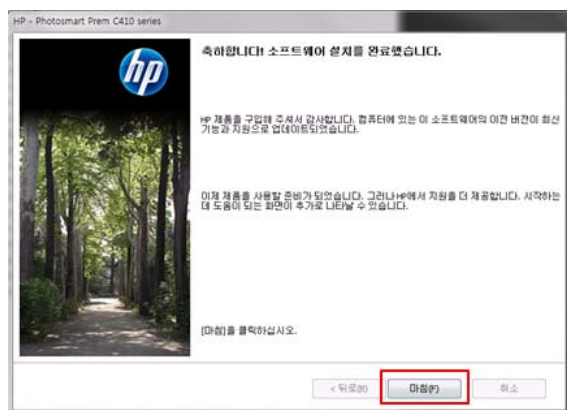 HP - Photosmart Prem C410 series
hp
축하합니다! 소프트웨어 설치를 완료했습니다.
HP 제품을 구입해 주셔서 감사합니다. 컴퓨터에 있는 이 소프트웨어의 이전 버전이 최신
기능과 지원으로 업데이트되었습니다.
이제 제품을 사용할 준비가 되었습니다. 그러나 HP에서 지원을 더 제공합니다. 시작하는
데 도움이 되는 화면이 추가로 나타날 수 있습니다.
[마침]을 클릭하십시오.
< 뒤로(B) 마침(F) 취소